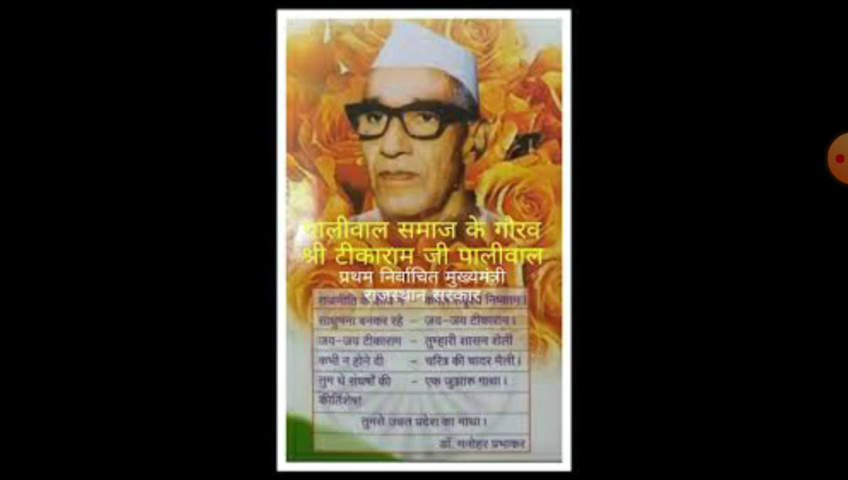 पालीवाल समाज के गौरव
श्री टीकाराम जी पालीवाल
प्रथम निर्वाचित मुख्यमंत्री
राजस्थान सरकार
राजनीति के
साधुमना बनकर रहे - जय-जय टीकाराम।
जय-जय टीकाराम - तुम्हारी शासन शैली
कभी न होने दी - चरित्र की चादर मैली।
तुम थे संघर्षों की - एक जुझारू गाथा।
कीर्तिशेष!
तुमसे उन्नत प्रदेश का माथा।
डॉ. मनोहर प्रभाकर